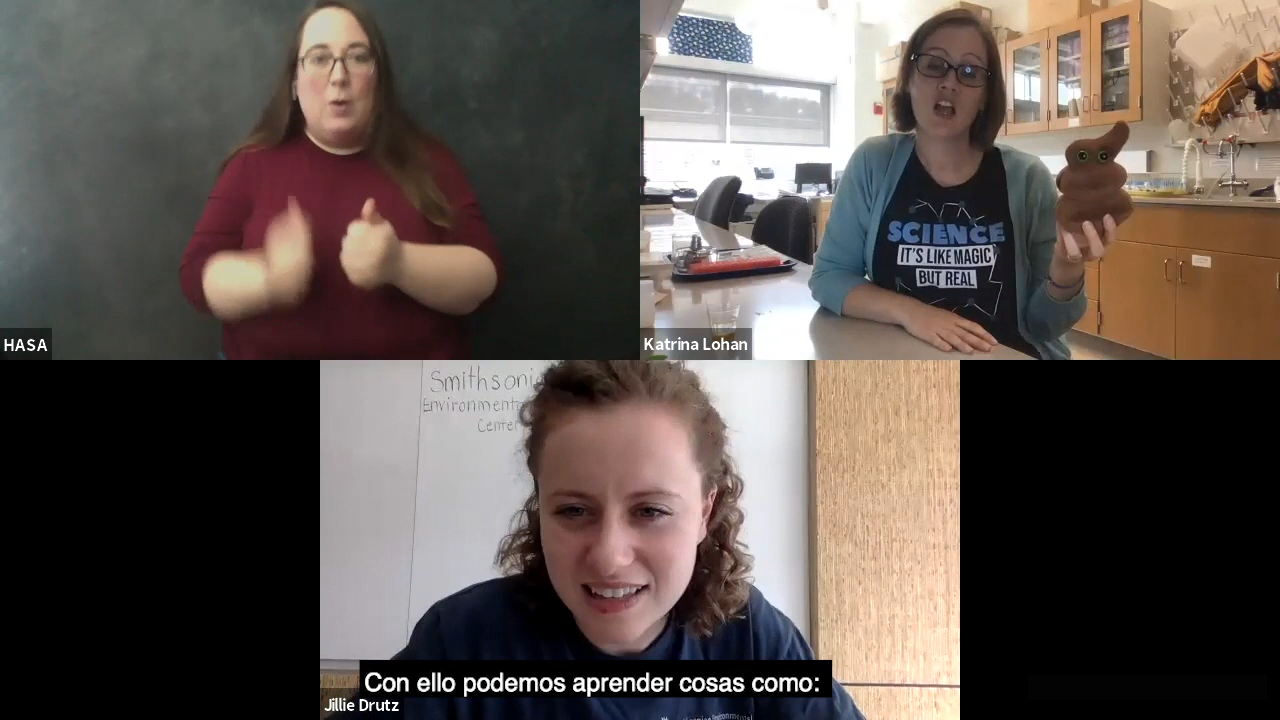 HASA
SCIENCE
IT'S LIKE MAGIC
BUT REAL
Katrina Lohan
Smithsoni
Environment
Center
Con ello podemos aprender cosas como:
Jillie Drutz